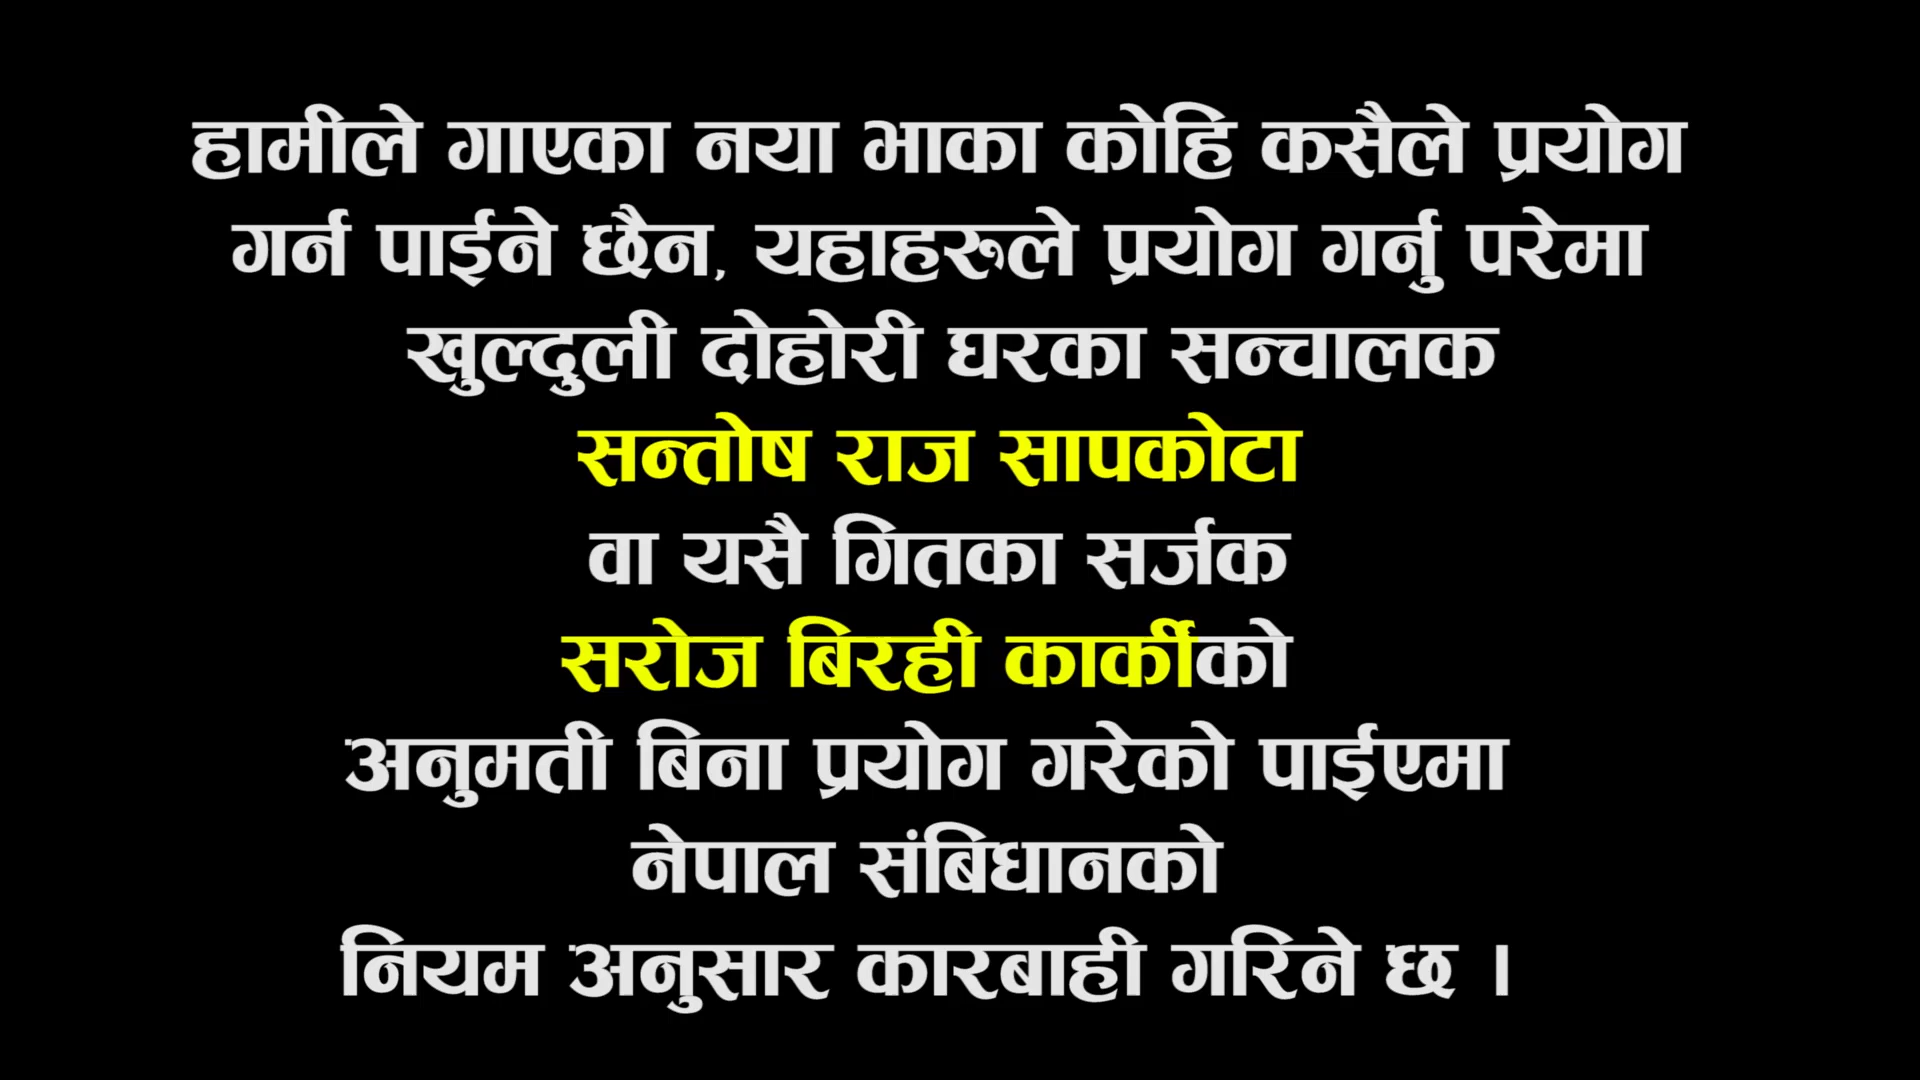 हामीले गाएका नया भाका कोहि कसैले प्रयोग
गर्न पाईने छैन, यहाहरुले प्रयोग गर्नु परेमा
खुल्दुली दोहोरी घरका सन्चालक
सन्तोष राज सापकोटा
वा यसै गितका सर्जक
सरोज बिरही कार्कीको
अनुमती बिना प्रयोग गरेको पाईएमा
नेपाल संबिधानको
नियम अनुसार कारबाही गरिने छ ।